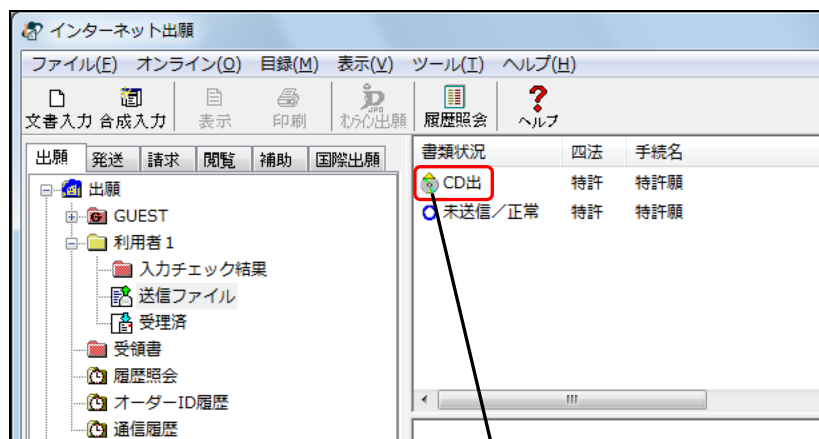 インターネット出願
ファイル(F) オンライン(O) 目録(M) 表示(V) ツール(T) ヘルプ(H)
文書入力 合成入力 表示 印刷 オンライン出願 履歴照会 ヘルプ
出願 発送 請求 閲覧 補助 国際出願
書類状況 四法 手続名
出願
CD出 特許 特許願
GUEST
未送信／正常 特許 特許願
利用者１
入力チェック結果
送信ファイル
受理済
受領書
履歴照会
オーダーID履歴
通信履歴